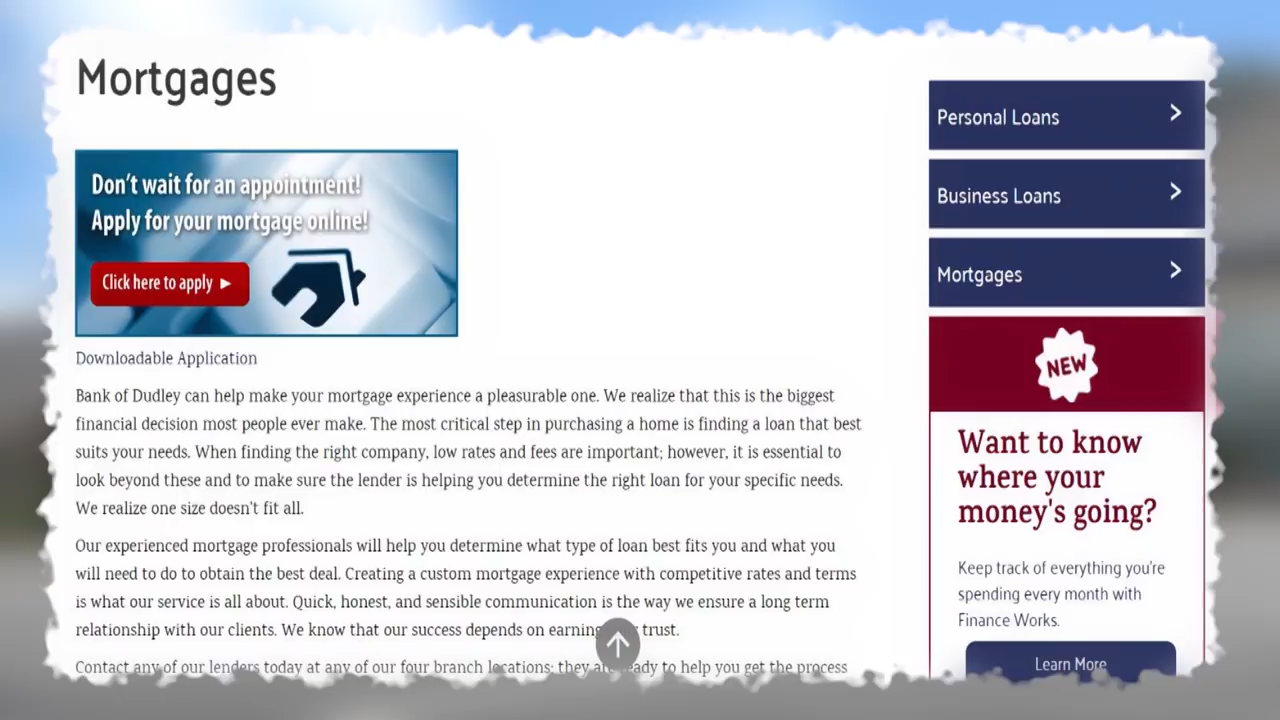 Mortgages
Don't wait for an appointment!
Apply for your mortgage online!
Click here to apply ►
Downloadable Application
Bank of Dudley can help make your mortgage experience a pleasurable one. We realize that this is the biggest
financial decision most people ever make. The most critical step in purchasing a home is finding a loan that best
suits your needs. When finding the right company, low rates and fees are important; however, it is essential to
look beyond these and to make sure the lender is helping you determine the right loan for your specific needs.
We realize one size doesn't fit all.
Our experienced mortgage professionals will help you determine what type of loan best fits you and what you
will need to do to obtain the best deal. Creating a custom mortgage experience with competitive rates and terms
is what our service is all about. Quick, honest, and sensible communication is the way we ensure a long term
relationship with our clients. We know that our success depends on earning trust.
Contact any of our lenders today at any of our four branch locations; they are ready to help you get the process
Personal Loans
Business Loans
Mortgages
NEW
Want to know
where your
money's going?
Keep track of everything you're
spending every month with
Finance Works.
Learn More